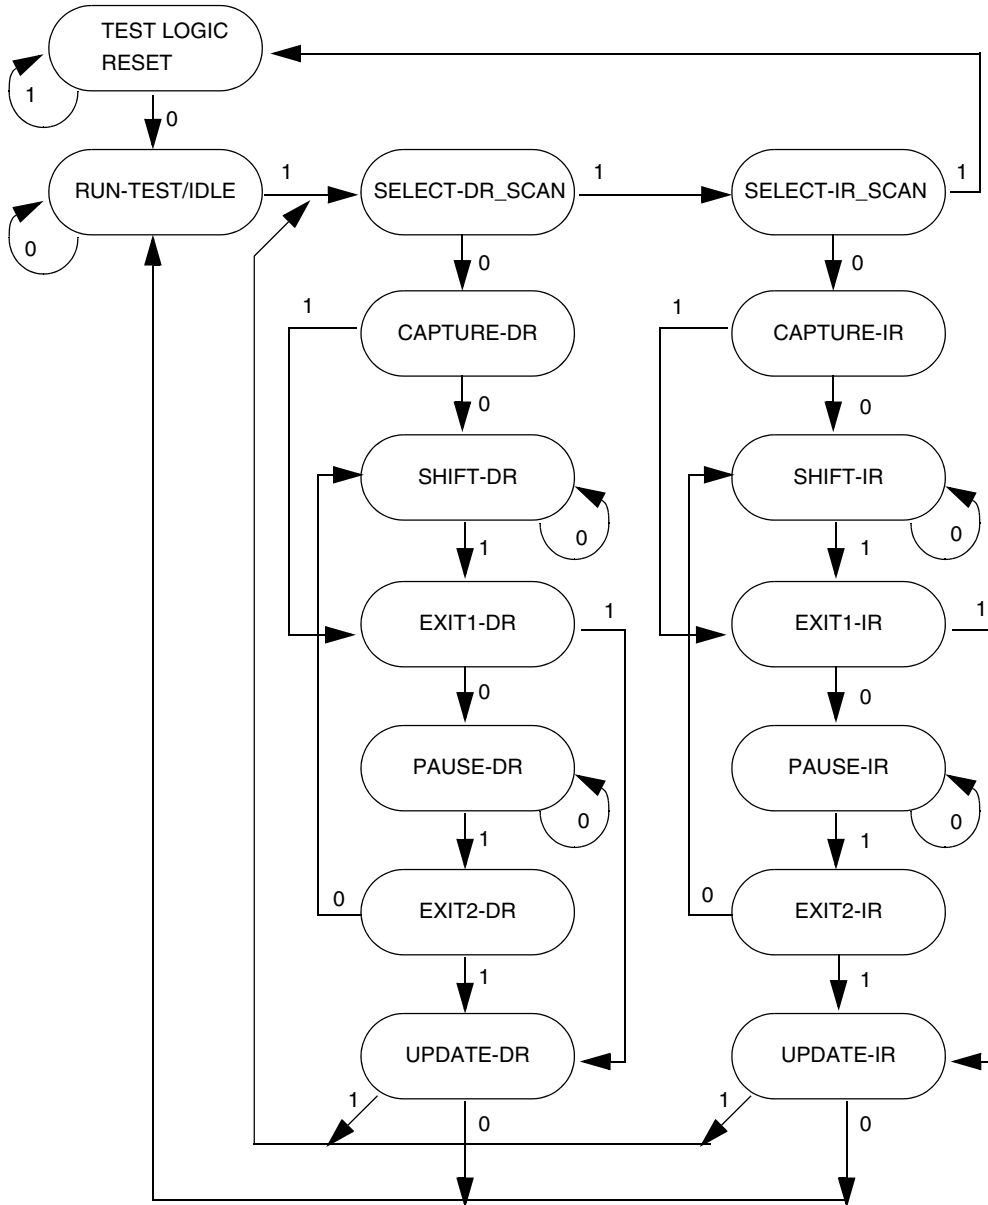 TEST LOGIC
RESET
1
0
RUN-TEST/IDLE
1
SELECT-DR_SCAN
1
SELECT-IR_SCAN
1
0
0
0
1
CAPTURE-DR
1
CAPTURE-IR
0
0
SHIFT-DR
0
SHIFT-IR
0
1
1
EXIT1-DR
1
EXIT1-IR
1
0
0
PAUSE-DR
0
PAUSE-IR
0
1
1
0
EXIT2-DR
0
EXIT2-IR
1
1
UPDATE-DR
UPDATE-IR
1
0
1
0